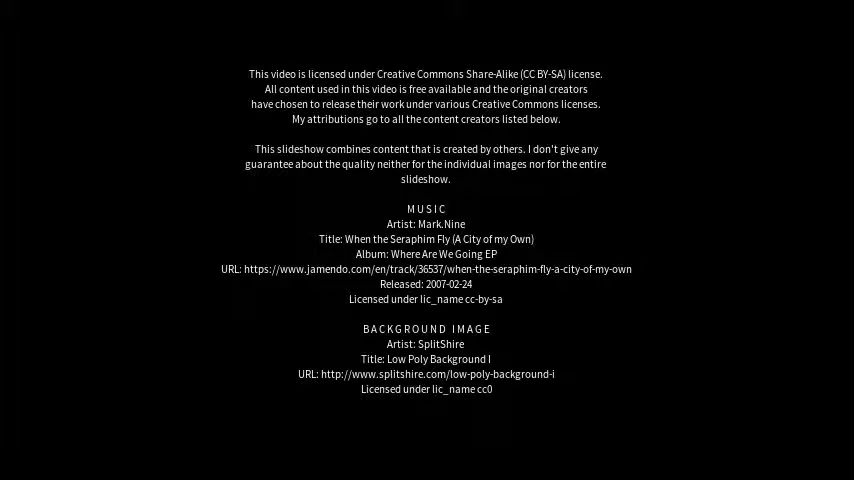 This video is licensed under Creative Commons Share-Alike (CC BY-SA) license.
All content used in this video is free available and the original creators
have chosen to release their work under various Creative Commons licenses.
My attributions go to all the content creators listed below.
This slideshow combines content that is created by others. I don't give any
guarantee about the quality neither for the individual images nor for the entire
slideshow.
MUSIC
Artist: Mark.Nine
Title: When the Seraphim Fly (A City of my Own)
Album: Where Are We Going EP
URL: https://www.jamendo.com/en/track/36537/when-the-seraphim-fly-a-city-of-my-own
Released: 2007-02-24
Licensed under lic_name cc-by-sa
BACKGROUND IMAGE
Artist: SplitShire
Title: Low Poly Background I
URL: http://www.splitshire.com/low-poly-background-i
Licensed under lic_name cc0